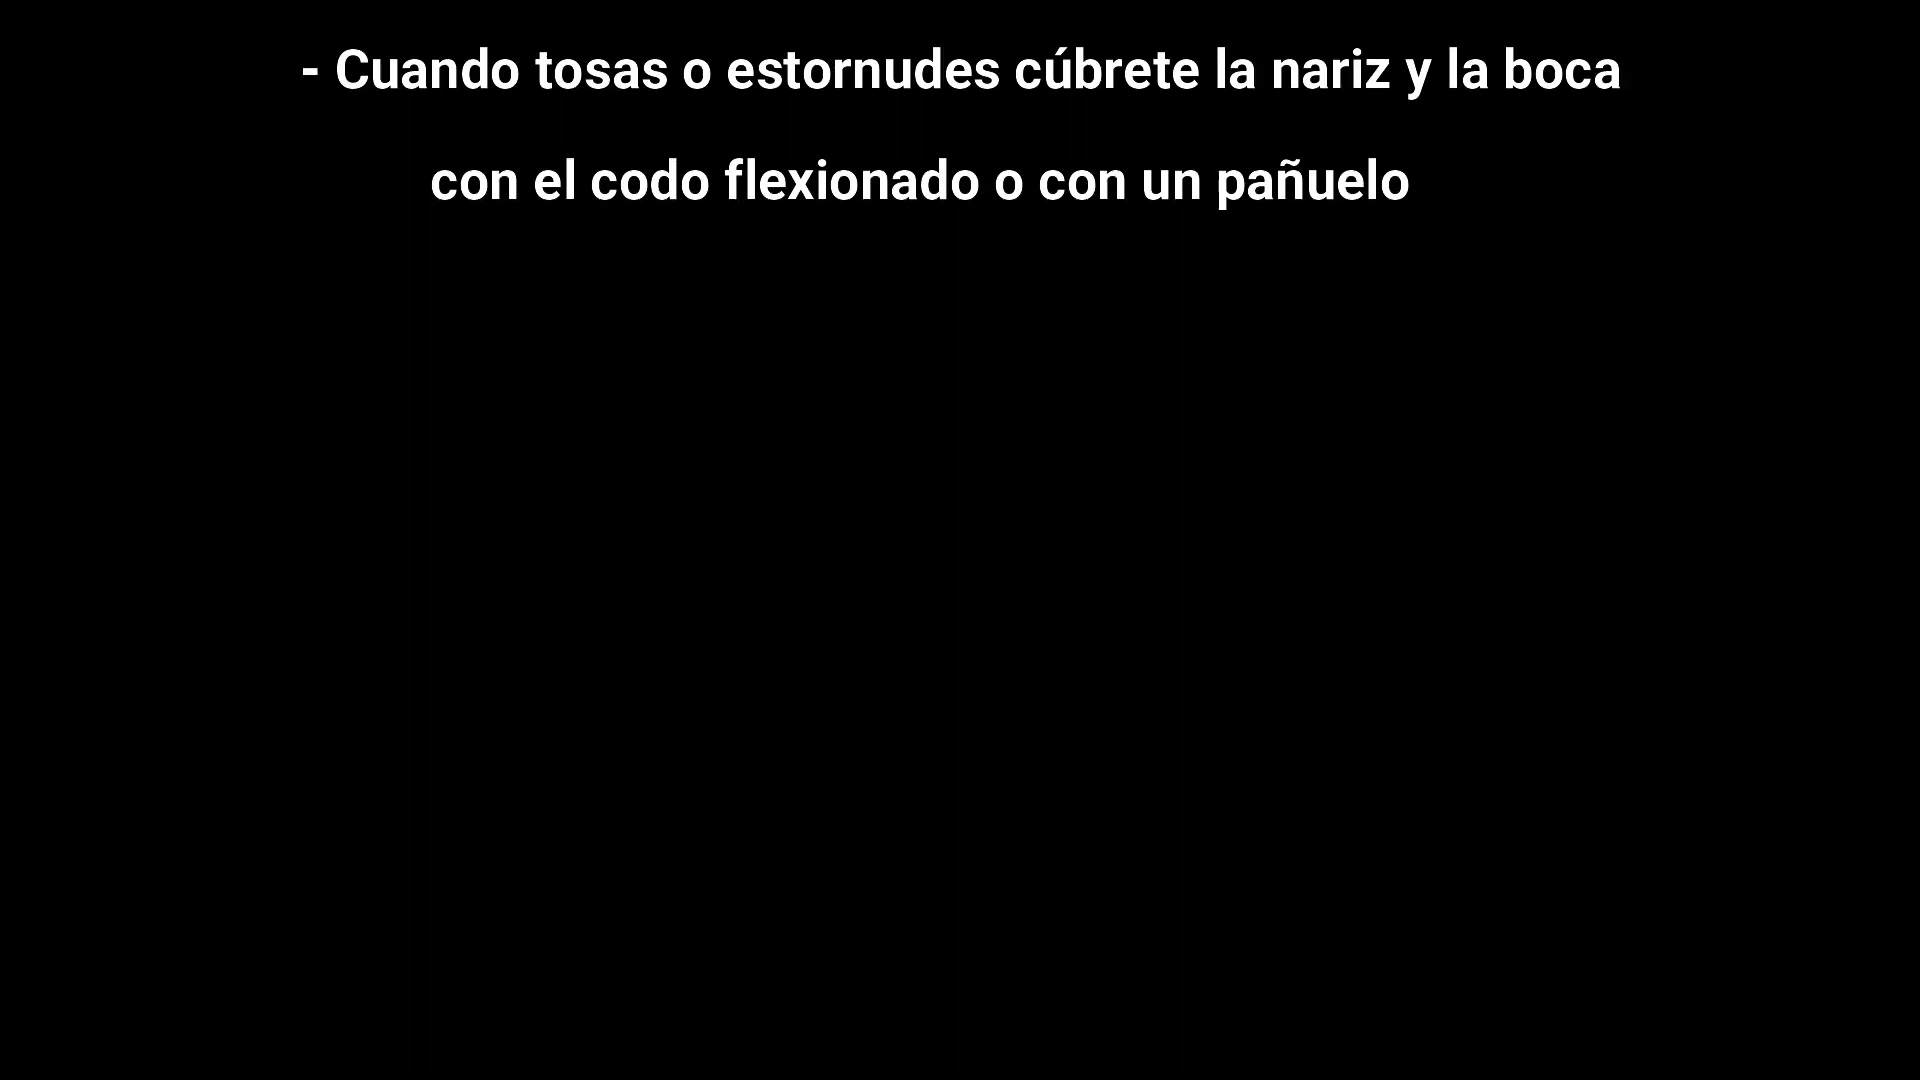 - Cuando tosas o estornudes cúbrete la nariz y la boca
con el codo flexionado o con un pañuelo